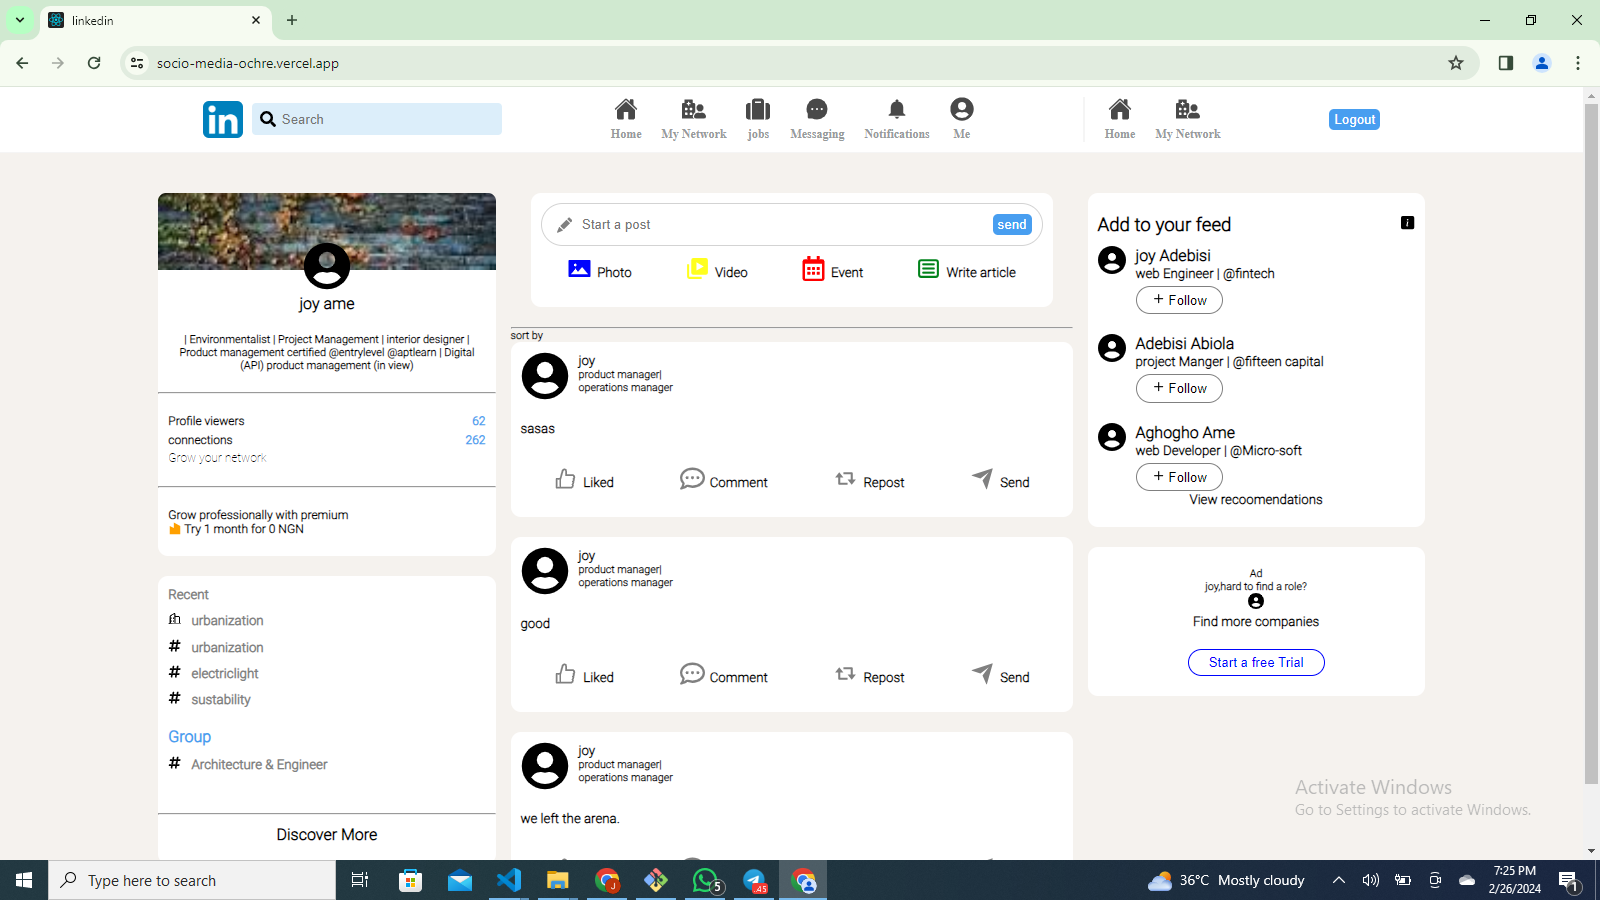 linkedin
socio-media-ochre.vercel.app
in
Search
Home
My Network
jobs
Messaging
Notifications
Me
Home
My Network
Logout
joy ame
| Environmentalist | Project Management | interior designer |
Product management certified @entrylevel @aptlearn | Digital
(API) product management (in view)
Profile viewers 62
connections 262
Grow your network
Grow professionally with premium
Try 1 month for 0 NGN
Recent
urbanization
# urbanization
# electriclight
# sustability
Group
# Architecture & Engineer
Discover More
Start a post
send
Photo
Video
Event
Write article
sort by
joy
product manager|
operations manager
sasas
Liked
Comment
Repost
Send
joy
product manager|
operations manager
good
Liked
Comment
Repost
Send
joy
product manager|
operations manager
we left the arena.
Add to your feed
i
joy Adebisi
web Engineer | @fintech
+ Follow
Adebisi Abiola
project Manger | @fifteen capital
+ Follow
Aghogho Ame
web Developer | @Micro-soft
+ Follow
View recoomendations
Ad
joy,hard to find a role?
Find more companies
Start a free Trial
Activate Windows
Go to Settings to activate Windows.
Type here to search
J
5
45
36°C Mostly cloudy
7:25 PM
2/26/2024
1